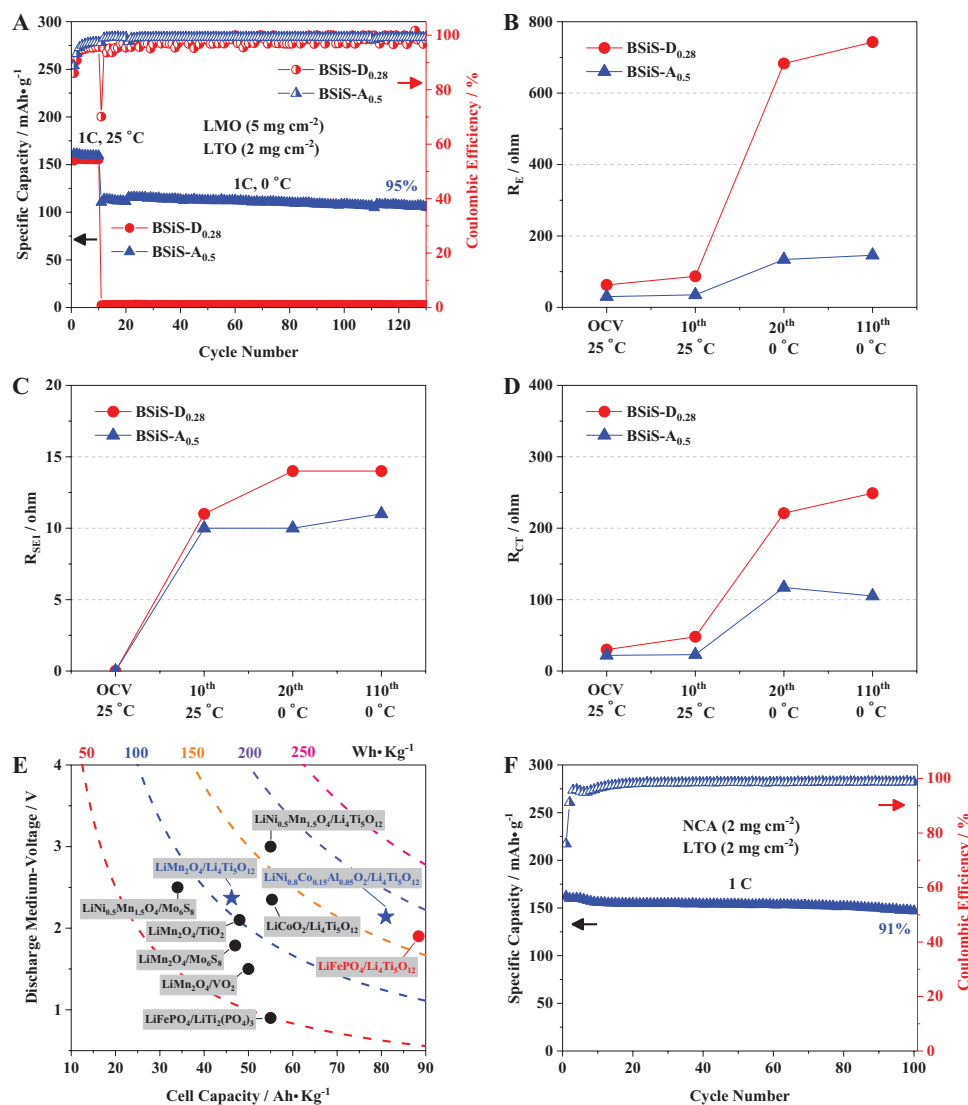 A
300
250
200
150
100
50
0
Specific Capacity / mAh•g⁻¹
0 20 40 60 80 100 120
Cycle Number
100
80
60
40
20
0
Coulombic Efficiency / %
BSiS-D₀.₂₈
BSiS-A₀.₅
1C, 25 °C
LMO (5 mg cm⁻²)
LTO (2 mg cm⁻²)
1C, 0 °C
95%
BSiS-D₀.₂₈
BSiS-A₀.₅
B
800
600
400
200
0
R_E / ohm
BSiS-D₀.₂₈
BSiS-A₀.₅
OCV 10ᵗʰ 20ᵗʰ 110ᵗʰ
25 °C 25 °C 0 °C 0 °C
C
20
15
10
5
0
R_SEI / ohm
BSiS-D₀.₂₈
BSiS-A₀.₅
OCV 10ᵗʰ 20ᵗʰ 110ᵗʰ
25 °C 25 °C 0 °C 0 °C
D
400
300
200
100
0
R_CT / ohm
BSiS-D₀.₂₈
BSiS-A₀.₅
OCV 10ᵗʰ 20ᵗʰ 110ᵗʰ
25 °C 25 °C 0 °C 0 °C
E
50 100 150 200 250 Wh•Kg⁻¹
4
3
2
1
Discharge Medium-Voltage / V
LiNi₀.₅Mn₁.₅O₄/Li₄Ti₅O₁₂
LiMn₂O₄/Li₄Ti₅O₁₂
LiNi₀.₈Co₀.₁₅Al₀.₀₅O₂/Li₄Ti₅O₁₂
LiNi₀.₅Mn₁.₅O₄/Mo₆S₈
LiMn₂O₄/TiO₂
LiCoO₂/Li₄Ti₅O₁₂
LiMn₂O₄/Mo₆S₈
LiFePO₄/Li₄Ti₅O₁₂
LiMn₂O₄/VO₂
LiFePO₄/LiTi₂(PO₄)₃
10 20 30 40 50 60 70 80 90
Cell Capacity / Ah•Kg⁻¹
F
300
250
200
150
100
50
0
Specific Capacity / mAh•g⁻¹
NCA (2 mg cm⁻²)
LTO (2 mg cm⁻²)
1 C
91%
0 20 40 60 80 100
Cycle Number
100
80
60
40
20
0
Coulombic Efficiency / %